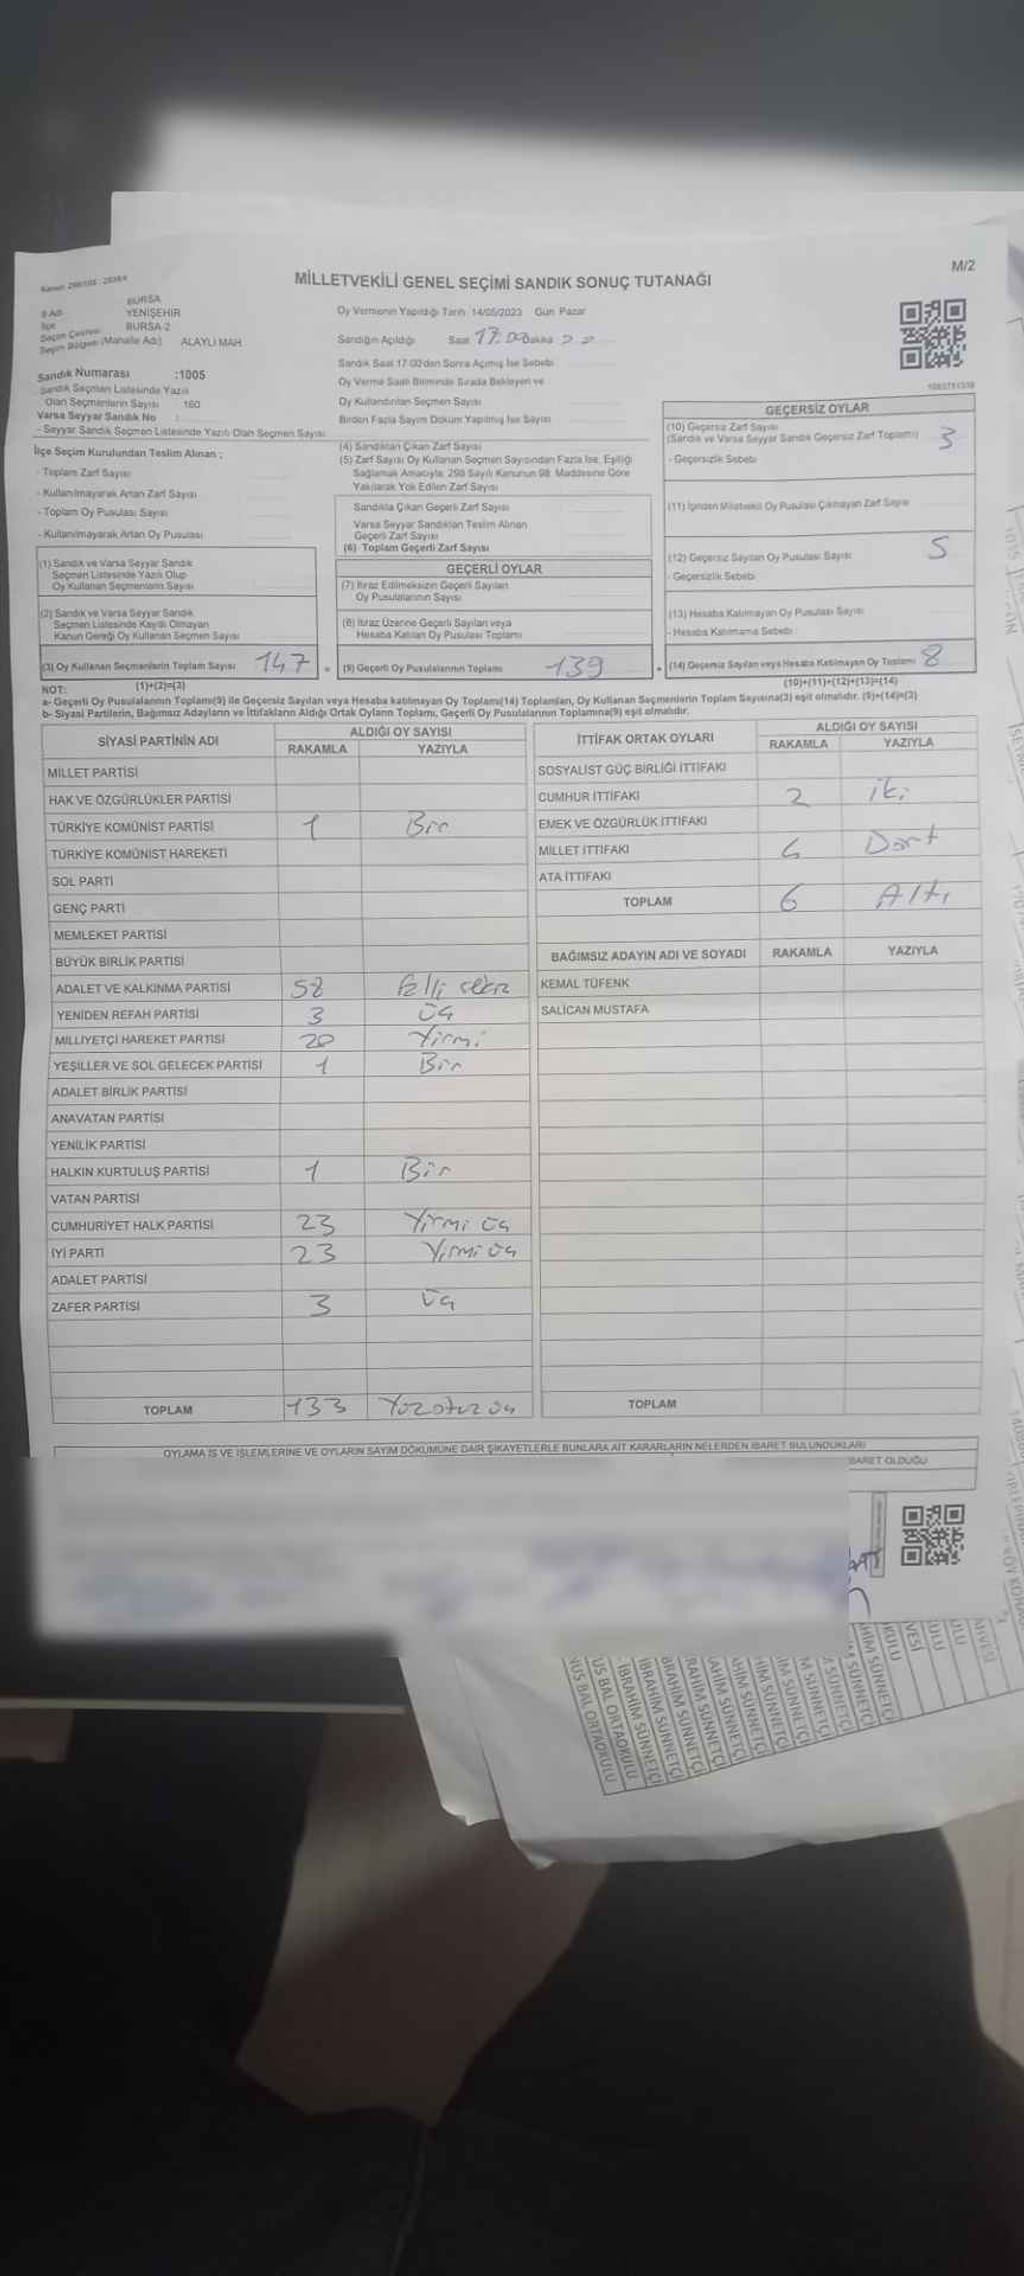 MİLLETVEKİLİ GENEL SEÇİMİ SANDIK SONUÇ TUTANAĞI
M/2
BURSA
İlçe YENİŞEHİR
Seçim Çevresi BURSA-2
Seçim Bölgesi (Mahalle Adı) ALAYLI MAH
Sandık Numarası :1005
Sandık Seçmen Listesinde Yazılı
Olan Seçmenlerin Sayısı 160
Varsa Seyyar Sandık No :
- Seyyar Sandık Seçmen Listesinde Yazılı Olan Seçmen Sayısı
Oy Vermenin Yapıldığı Tarih 14/05/2023 Gün Pazar
Sandığın Açıldığı Saat 17:00 Dakika
Sandık Saat 17:00'dan Sonra Açılmış İse Sebebi
Oy Verme Saati Bitiminde Sırada Bekleyen ve
Oy Kullandırılan Seçmen Sayısı
Birden Fazla Sayım Döküm Yapılmış İse Sayısı
İlçe Seçim Kurulundan Teslim Alınan :
- Toplam Zarf Sayısı
- Kullanılmayarak Artan Zarf Sayısı
- Toplam Oy Pusulası Sayısı
- Kullanılmayarak Artan Oy Pusulası
(4) Sandıktan Çıkan Zarf Sayısı
(5) Zarf Sayısı Oy Kullanan Seçmen Sayısından Fazla İse, Eşitliği
Sağlamak Amacıyla, 298 Sayılı Kanunun 98. Maddesine Göre
Yakılarak Yok Edilen Zarf Sayısı
Sandıkta Çıkan Geçerli Zarf Sayısı
Varsa Seyyar Sandıktan Teslim Alınan
Geçerli Zarf Sayısı
(6) Toplam Geçerli Zarf Sayısı
GEÇERSİZ OYLAR
(10) Geçersiz Zarf Sayısı
(Sandık ve Varsa Seyyar Sandık Geçersiz Zarf Toplamı) 3
- Geçersizlik Sebebi
(11) İçinden Milletvekili Oy Pusulası Çıkmayan Zarf Sayısı
(12) Geçersiz Sayılan Oy Pusulası Sayısı 5
- Geçersizlik Sebebi
(13) Hesaba Katılmayan Oy Pusulası Sayısı
- Hesaba Katılmama Sebebi
(14) Geçersiz Sayılan veya Hesaba Katılmayan Oy Toplamı 8
(10)+(11)+(12)+(13)=(14)
(1) Sandık ve Varsa Seyyar Sandık
Seçmen Listesinde Yazılı Olup
Oy Kullanan Seçmenlerin Sayısı
(2) Sandık ve Varsa Seyyar Sandık
Seçmen Listesinde Kaydı Olmayan
Kanun Gereği Oy Kullanan Seçmen Sayısı
(3) Oy Kullanan Seçmenlerin Toplam Sayısı 147
(1)+(2)=(3)
GEÇERLİ OYLAR
(7) İtiraz Edilmeksizin Geçerli Sayılan
Oy Pusulalarının Sayısı
(8) İtiraz Üzerine Geçerli Sayılan veya
Hesaba Katılan Oy Pusulası Toplamı
(9) Geçerli Oy Pusulalarının Toplamı 139
NOT:
a- Geçerli Oy Pusulalarının Toplamı(9) ile Geçersiz Sayılan veya Hesaba katılmayan Oy Toplamı(14) Toplamları, Oy Kullanan Seçmenlerin Toplam Sayısına(3) eşit olmalıdır. (9)+(14)=(3)
b- Siyasi Partilerin, Bağımsız Adayların ve İttifakların Aldığı Ortak Oyların Toplamı, Geçerli Oy Pusulalarının Toplamına(9) eşit olmalıdır.
SİYASİ PARTİNİN ADI
ALDIĞI OY SAYISI
RAKAMLA YAZIYLA
MİLLET PARTİSİ
HAK VE ÖZGÜRLÜKLER PARTİSİ
TÜRKİYE KOMÜNİST PARTİSİ 1 Bir
TÜRKİYE KOMÜNİST HAREKETİ
SOL PARTİ
GENÇ PARTİ
MEMLEKET PARTİSİ
BÜYÜK BİRLİK PARTİSİ
ADALET VE KALKINMA PARTİSİ 58 Elli sekiz
YENİDEN REFAH PARTİSİ 3 üç
MİLLİYETÇİ HAREKET PARTİSİ 20 Yirmi
YEŞİLLER VE SOL GELECEK PARTİSİ 1 Bir
ADALET BİRLİK PARTİSİ
ANAVATAN PARTİSİ
YENİLİK PARTİSİ
HALKIN KURTULUŞ PARTİSİ 1 Bir
VATAN PARTİSİ
CUMHURİYET HALK PARTİSİ 23 Yirmi üç
İYİ PARTİ 23 Yirmi üç
ADALET PARTİSİ
ZAFER PARTİSİ 3 üç
TOPLAM 133 Yüzotuz üç
İTTİFAK ORTAK OYLARI
ALDIĞI OY SAYISI
RAKAMLA YAZIYLA
SOSYALİST GÜÇ BİRLİĞİ İTTİFAKI
CUMHUR İTTİFAKI 2 iki
EMEK VE ÖZGÜRLÜK İTTİFAKI
MİLLET İTTİFAKI 4 Dört
ATA İTTİFAKI
TOPLAM 6 Altı
BAĞIMSIZ ADAYIN ADI VE SOYADI RAKAMLA YAZIYLA
KEMAL TÜFENK
SALİCAN MUSTAFA
TOPLAM
OYLAMA İŞ VE İŞLEMLERİNE VE OYLARIN SAYIM DÖKÜMÜNE DAİR ŞİKAYETLERLE BUNLARA AİT KARARLARIN NELERDEN İBARET BULUNDUKLARI
İBARET OLDUĞU
YUNUS BAL ORTAOKULU
İBRAHİM SÜNNETÇİ
İBRAHİM SÜNNETÇİ